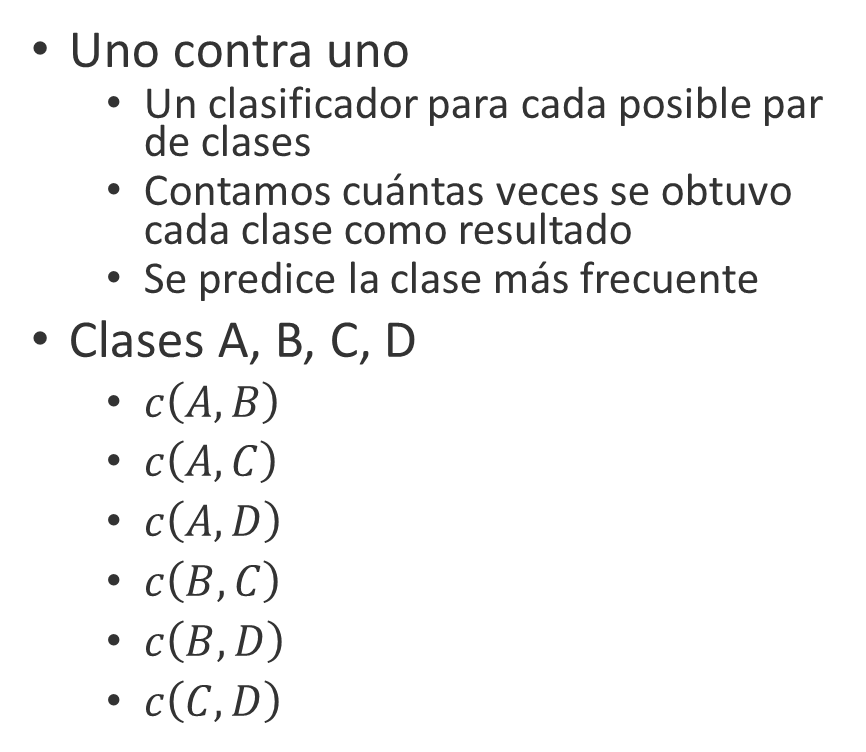 • Uno contra uno
• Un clasificador para cada posible par
de clases
• Contamos cuántas veces se obtuvo
cada clase como resultado
• Se predice la clase más frecuente
• Clases A, B, C, D
• c(A, B)
• c(A, C)
• c(A, D)
• c(B, C)
• c(B, D)
• c(C, D)